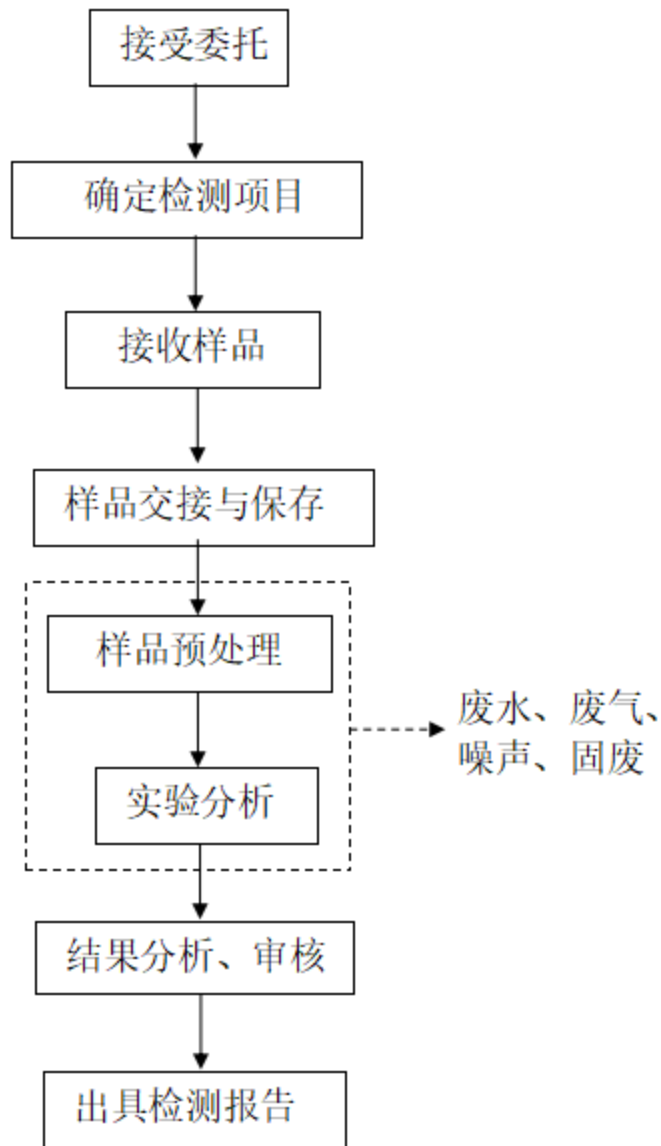 接受委托
确定检测项目
接收样品
样品交接与保存
样品预处理
实验分析
废水、废气、
噪声、固废
结果分析、审核
出具检测报告